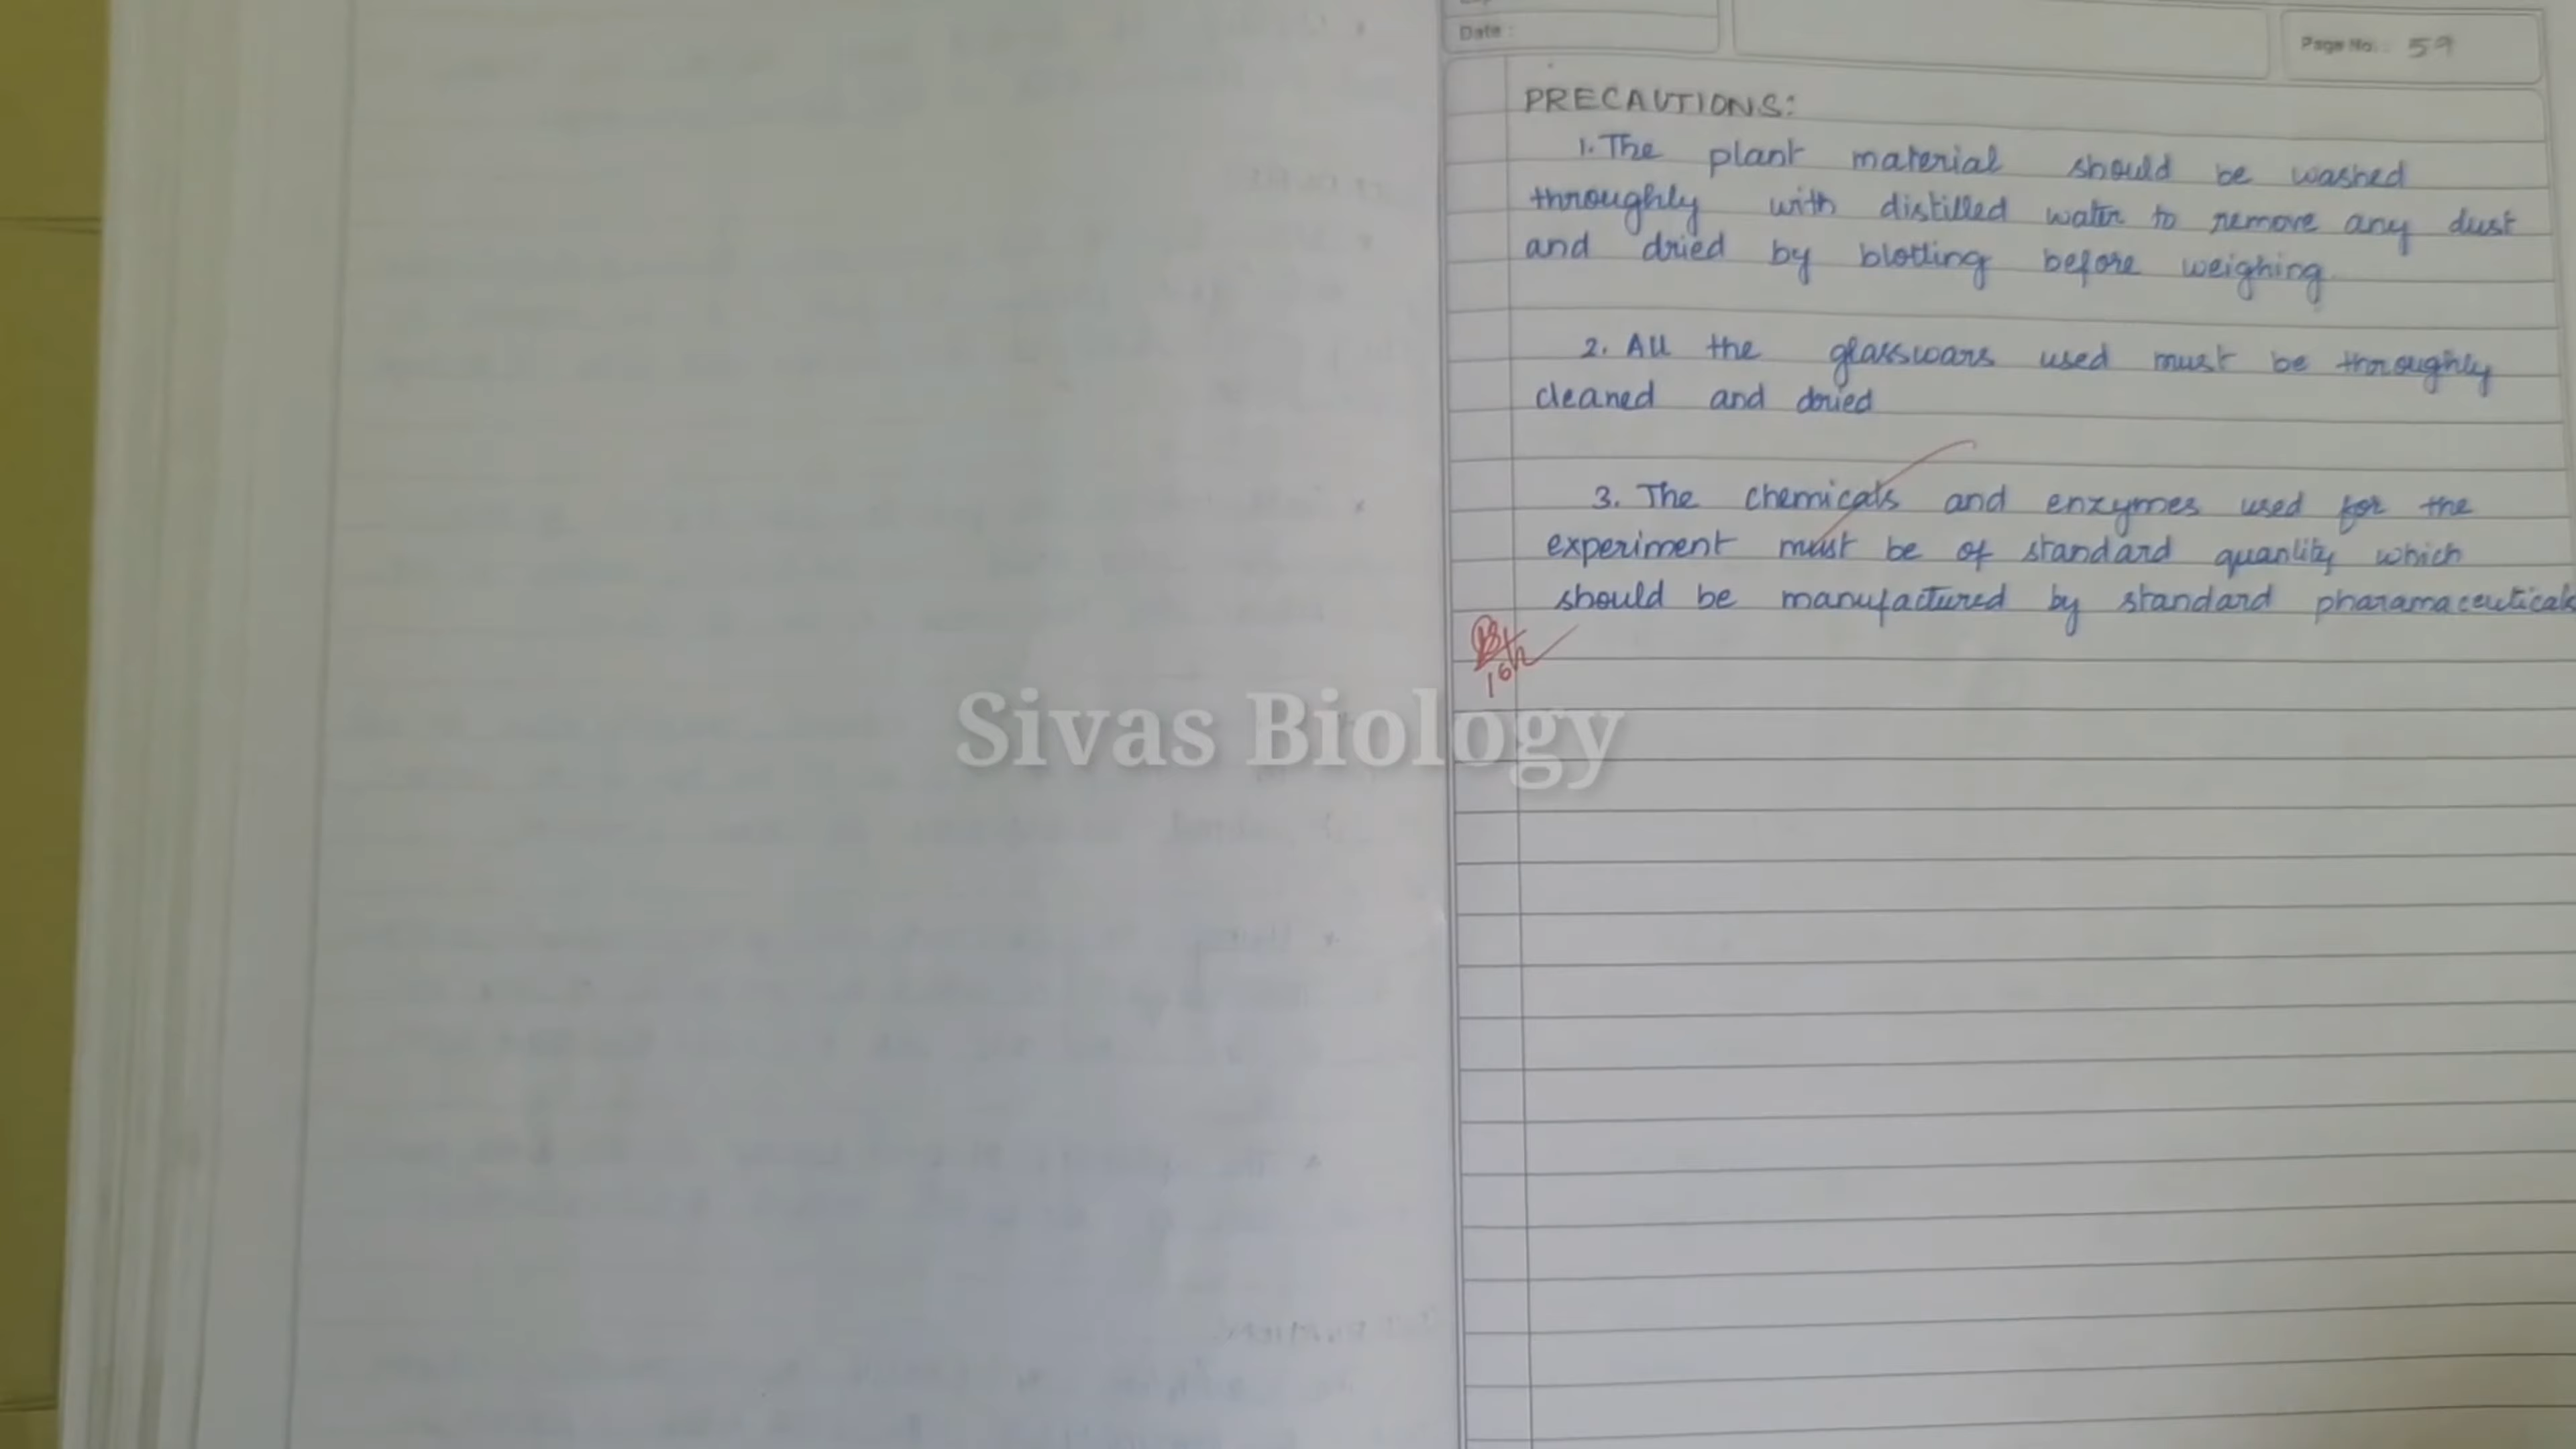 Date :
Page No. : 59
PRECAUTIONS:
1. The plant material should be washed
throughly with distilled water to remove any dust
and dried by blotting before weighing
2. All the glasswars used must be thoroughly
cleaned and dried
3. The chemicals and enzymes used for the
experiment must be of standard quantity which
should be manufactured by standard pharamaceuticals
Sivas Biology